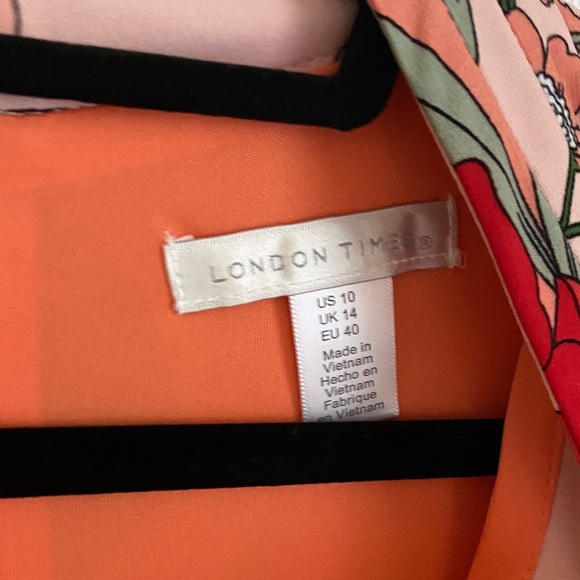 LONDON TIMES®
US 10
UK 14
EU 40
Made in
Vietnam
Hecho en
Vietnam
Fabrique
en Vietnam